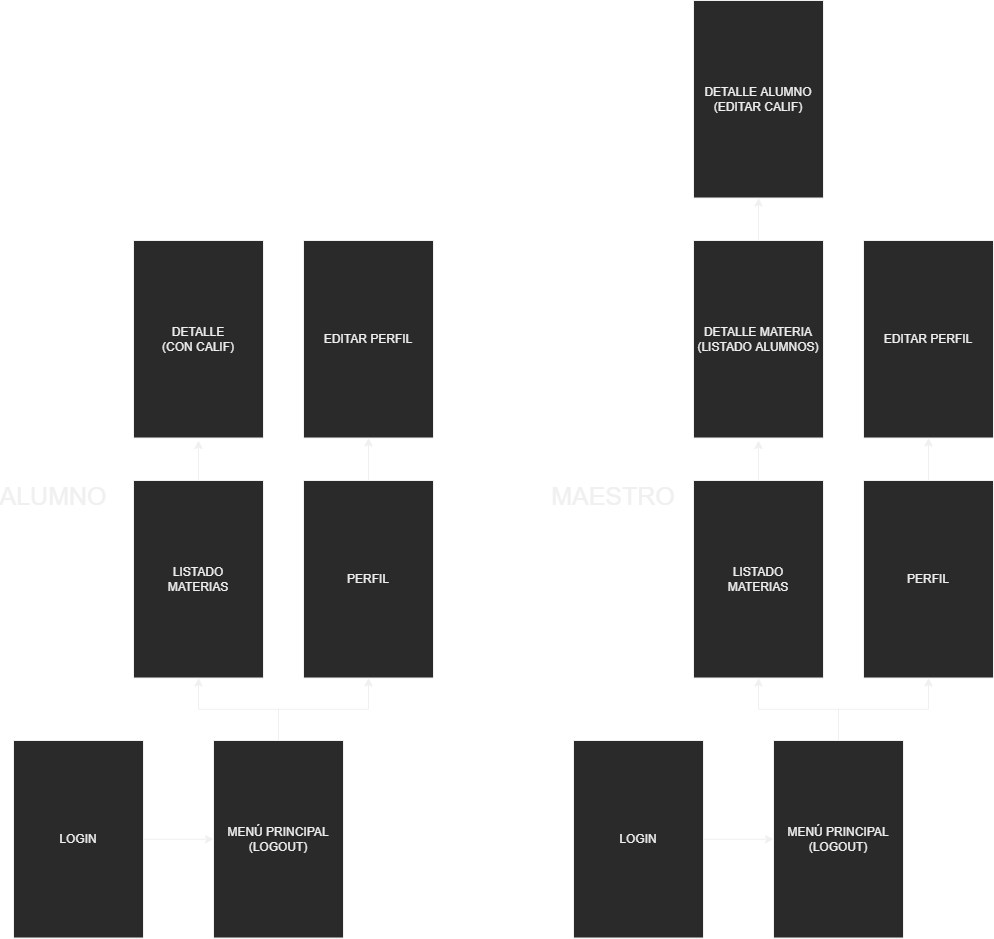 DETALLE ALUMNO
(EDITAR CALIF)
DETALLE
(CON CALIF)
EDITAR PERFIL
DETALLE MATERIA
(LISTADO ALUMNOS)
EDITAR PERFIL
ALUMNO
MAESTRO
LISTADO
MATERIAS
PERFIL
LISTADO
MATERIAS
PERFIL
LOGIN
MENÚ PRINCIPAL
(LOGOUT)
LOGIN
MENÚ PRINCIPAL
(LOGOUT)